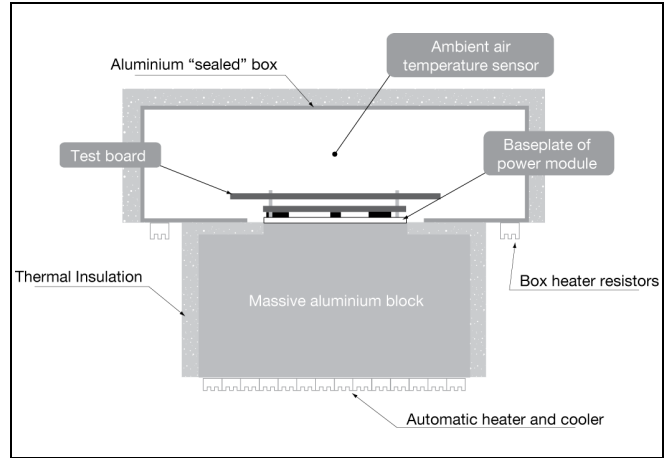 Ambient air
temperature sensor
Aluminium “sealed” box
Test board
Baseplate of
power module
Thermal Insulation
Box heater resistors
Massive aluminium block
Automatic heater and cooler